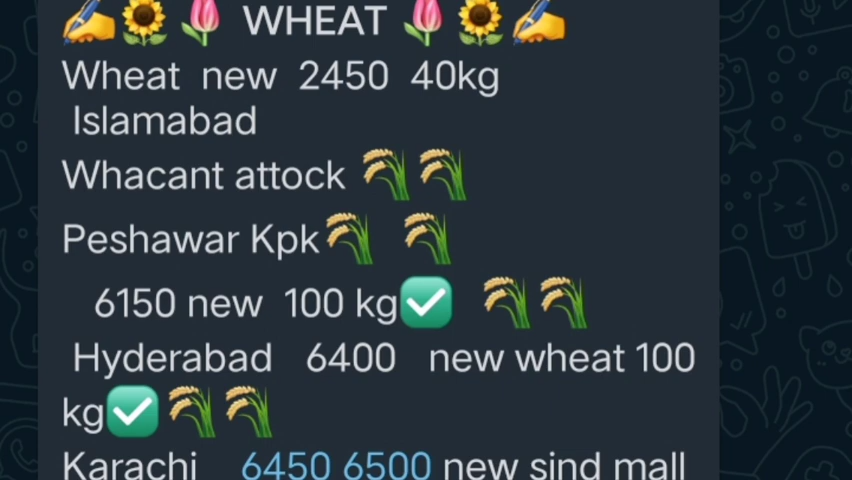 ✍️🌻🌷 WHEAT 🌷🌻✍️
Wheat new 2450 40kg
Islamabad
Whacant attock 🌾🌾
Peshawar Kpk🌾 🌾
6150 new 100 kg✅ 🌾🌾
Hyderabad 6400 new wheat 100
kg✅🌾🌾
Karachi 6450 6500 new sind mall